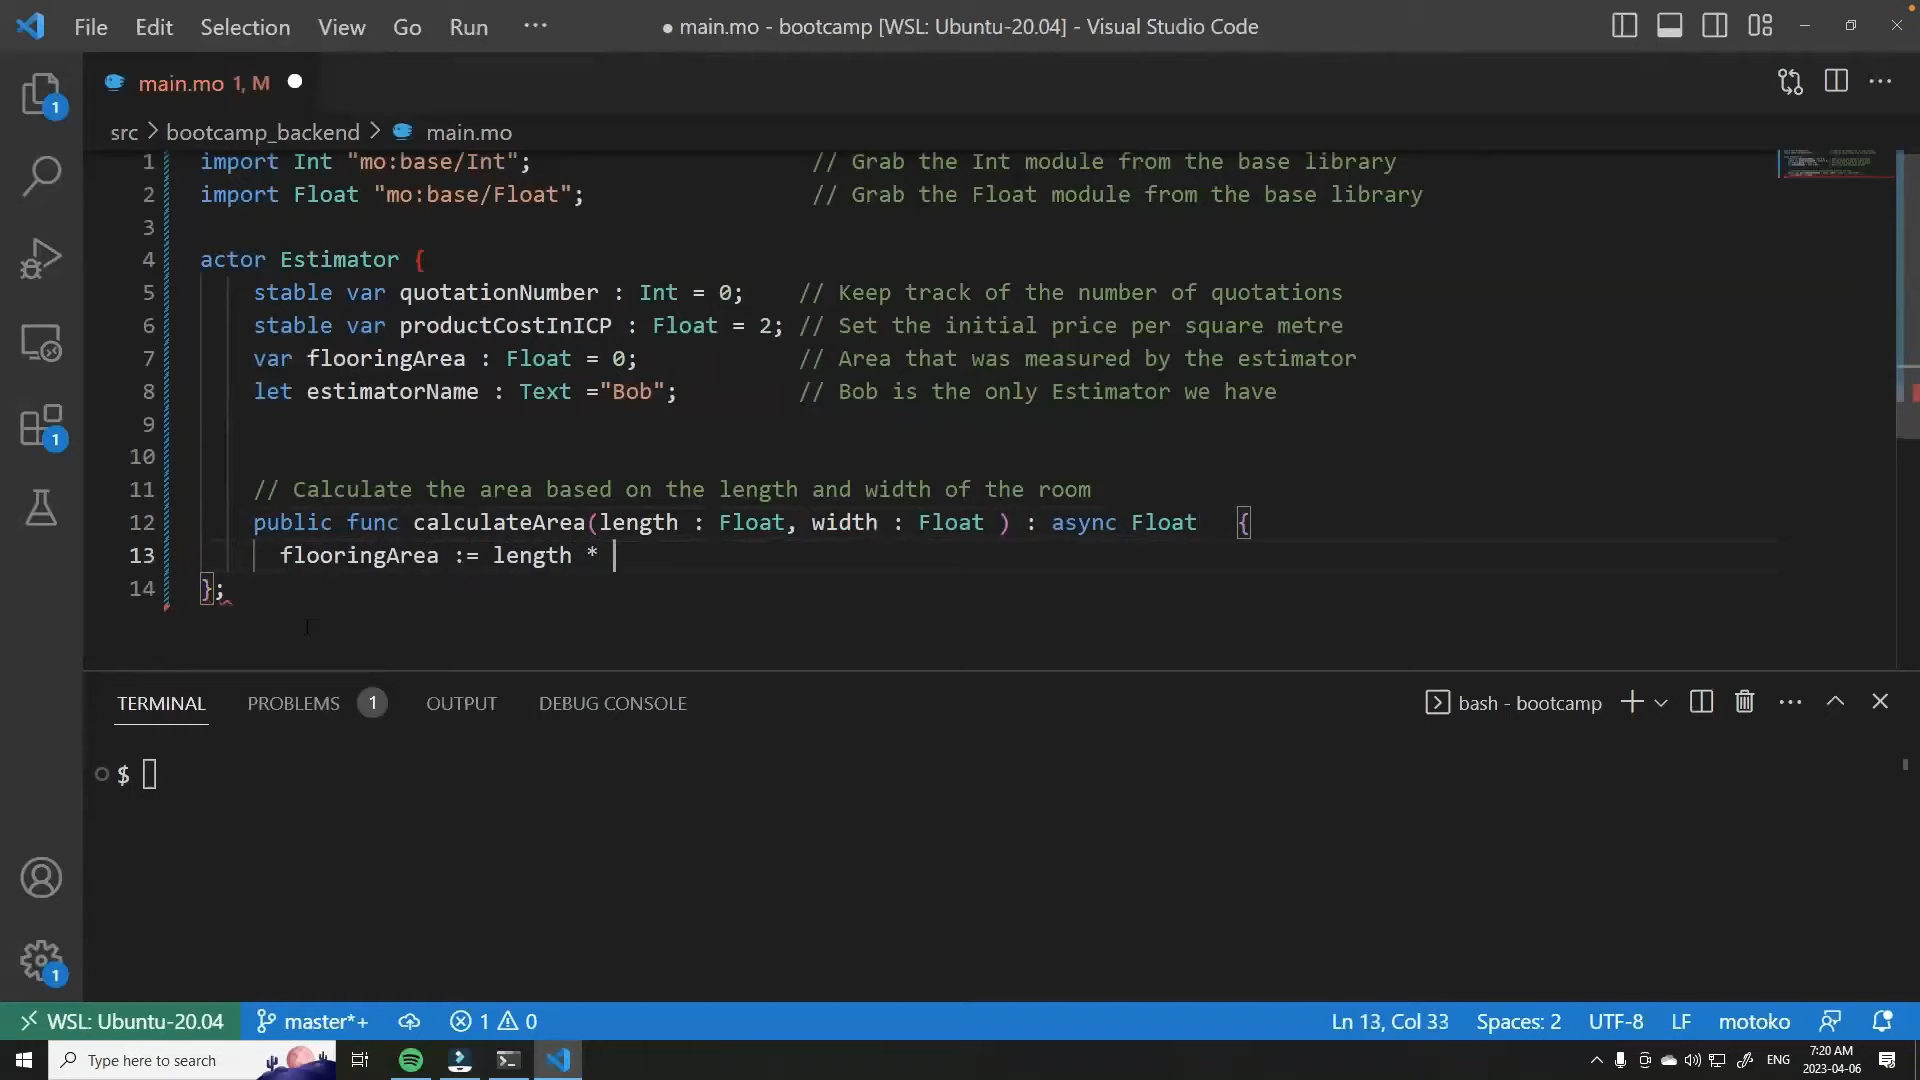 File Edit Selection View Go Run ··· ● main.mo - bootcamp [WSL: Ubuntu-20.04] - Visual Studio Code
main.mo 1, M
src > bootcamp_backend > main.mo
1 import Int "mo:base/Int"; // Grab the Int module from the base library
2 import Float "mo:base/Float"; // Grab the Float module from the base library
3
4 actor Estimator {
5 stable var quotationNumber : Int = 0; // Keep track of the number of quotations
6 stable var productCostInICP : Float = 2; // Set the initial price per square metre
7 var flooringArea : Float = 0; // Area that was measured by the estimator
8 let estimatorName : Text ="Bob"; // Bob is the only Estimator we have
9
10
11 // Calculate the area based on the length and width of the room
12 public func calculateArea(length : Float, width : Float ) : async Float {
13 flooringArea := length *
14 };
1
1
1
TERMINAL PROBLEMS 1 OUTPUT DEBUG CONSOLE bash - bootcamp
$
WSL: Ubuntu-20.04 master*+ 1 0 Ln 13, Col 33 Spaces: 2 UTF-8 LF motoko
Type here to search ENG 7:20 AM
2023-04-06